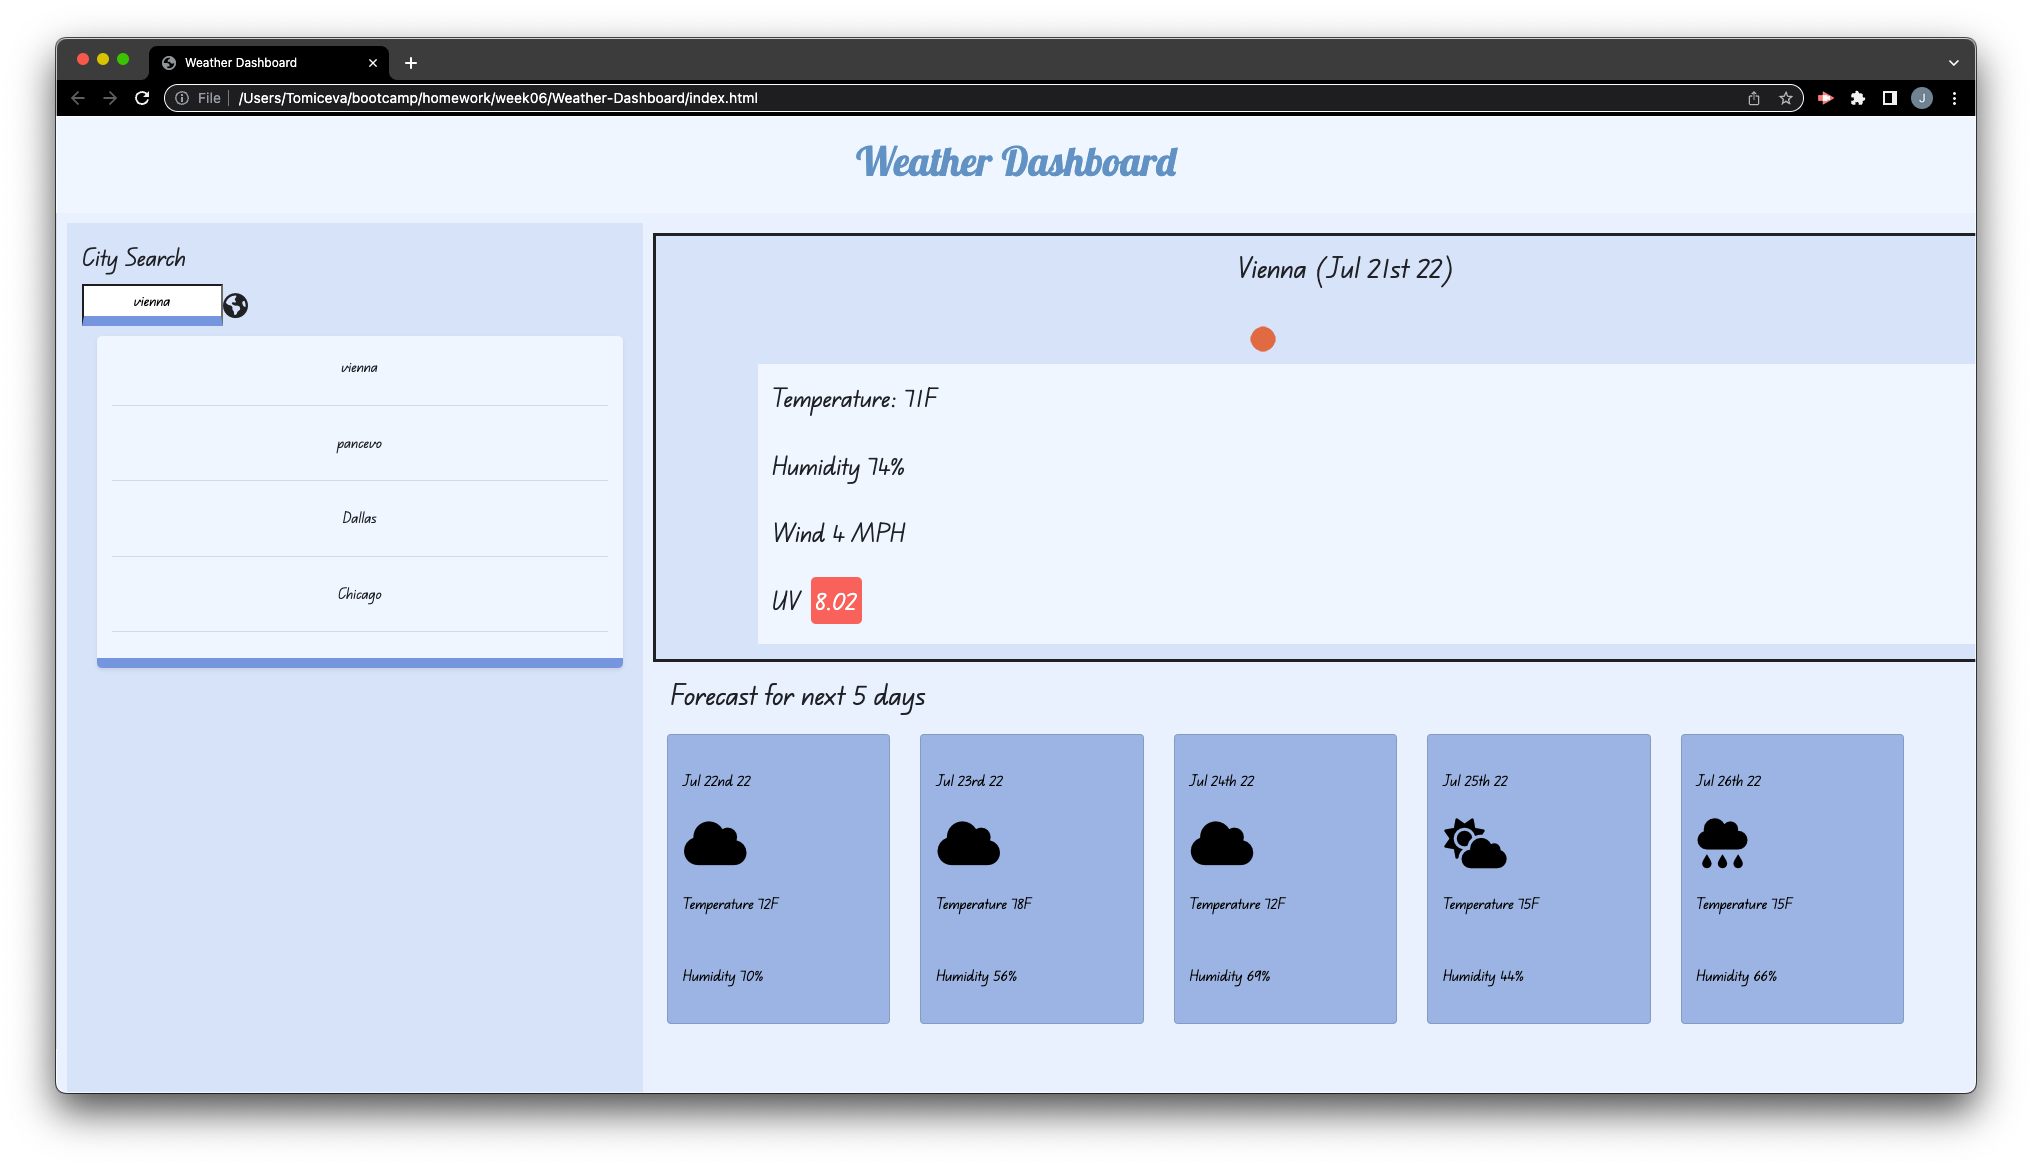 Weather Dashboard
File /Users/Tomiceva/bootcamp/homework/week06/Weather-Dashboard/index.html
J
Weather Dashboard
City Search
vienna
vienna
pancevo
Dallas
Chicago
Vienna (Jul 21st 22)
Temperature: 71F
Humidity 74%
Wind 4 MPH
UV 8.02
Forecast for next 5 days
Jul 22nd 22
Temperature 72F
Humidity 70%
Jul 23rd 22
Temperature 78F
Humidity 56%
Jul 24th 22
Temperature 72F
Humidity 69%
Jul 25th 22
Temperature 75F
Humidity 44%
Jul 26th 22
Temperature 75F
Humidity 66%